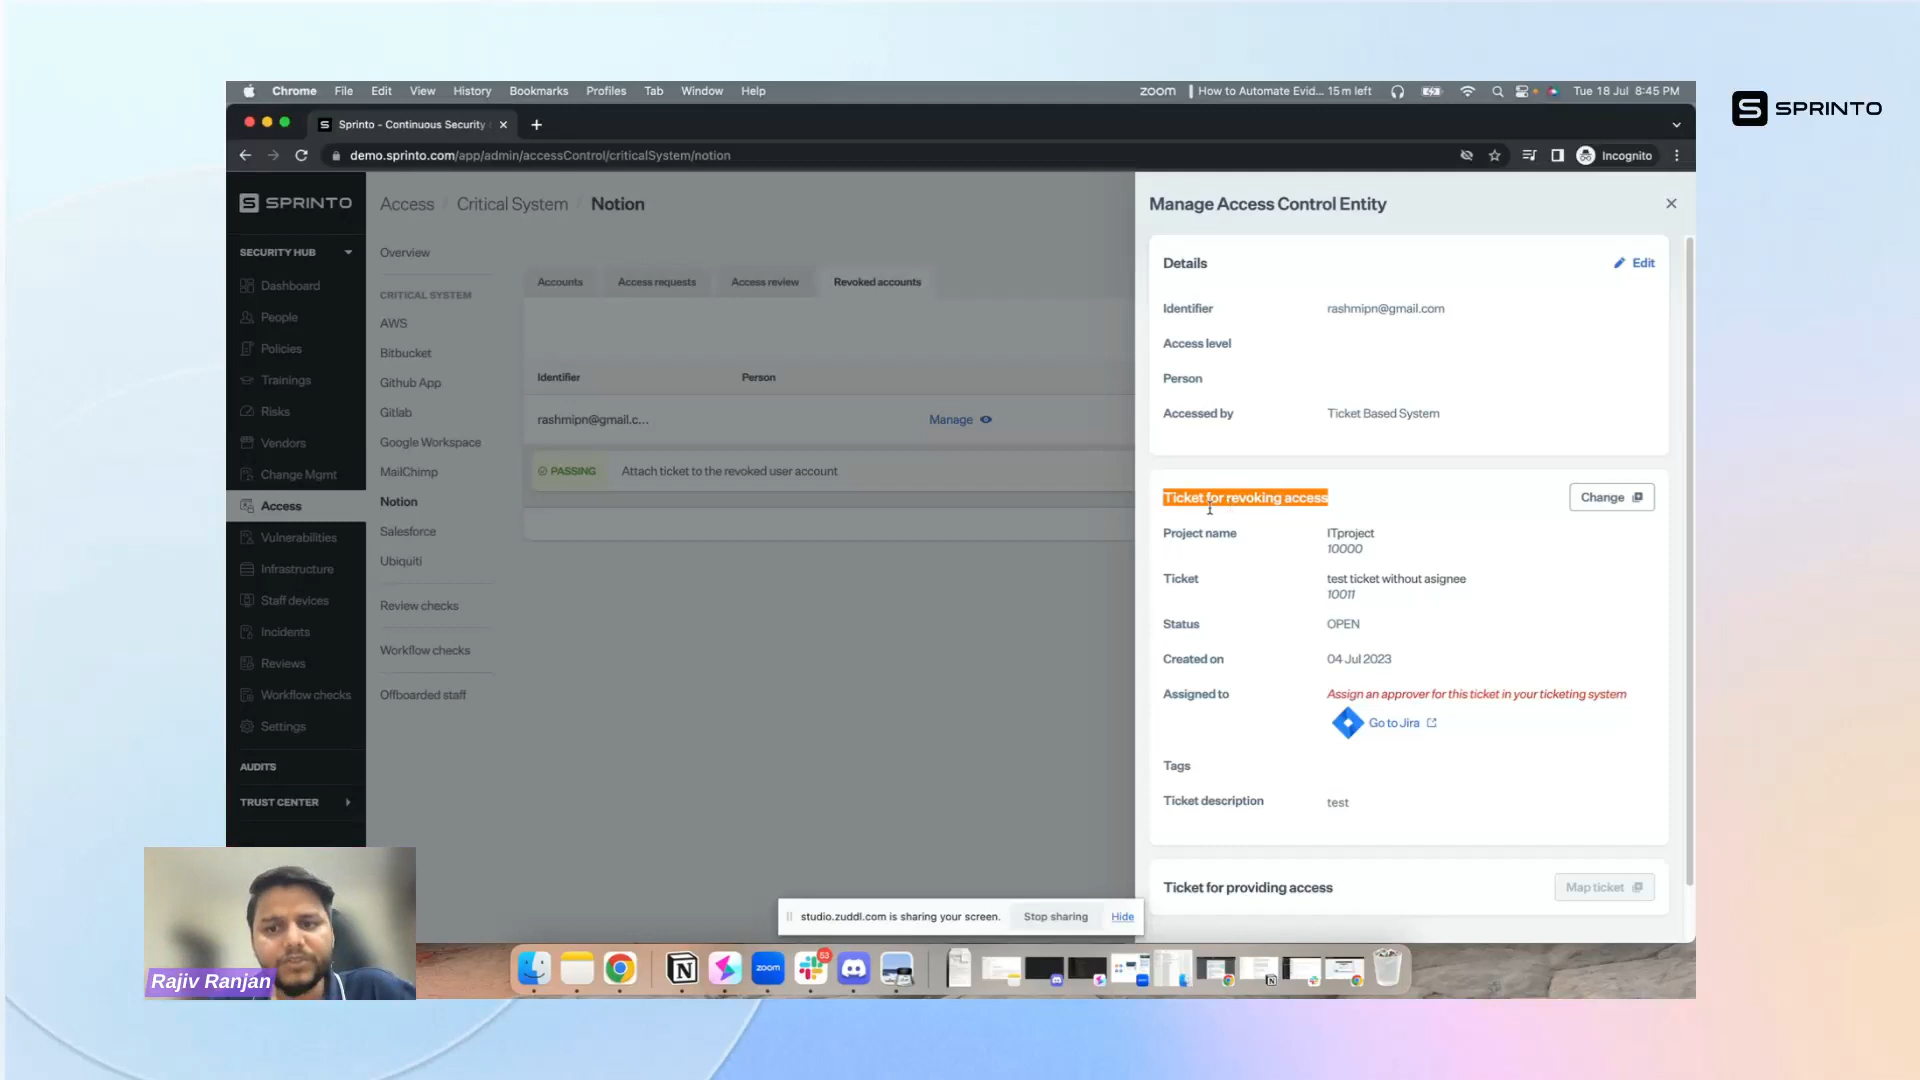 Chrome File Edit View History Bookmarks Profiles Tab Window Help
zoom How to Automate Evid... 15 m left Tue 18 Jul 8:45 PM
SPRINTO
Sprinto - Continuous Security
demo.sprinto.com/app/admin/accessControl/criticalSystem/notion
Incognito
SPRINTO
SECURITY HUB
Dashboard
People
Policies
Trainings
Risks
Vendors
Change Mgmt
Access
Vulnerabilities
Infrastructure
Staff devices
Incidents
Reviews
Workflow checks
Settings
AUDITS
TRUST CENTER
Access / Critical System / Notion
Overview
CRITICAL SYSTEM
AWS
Bitbucket
Github App
Gitlab
Google Workspace
MailChimp
Notion
Salesforce
Ubiquiti
Review checks
Workflow checks
Offboarded staff
Accounts Access requests Access review Revoked accounts
Identifier Person
rashmipn@gmail.c... Manage
PASSING Attach ticket to the revoked user account
Manage Access Control Entity
Details Edit
Identifier rashmipn@gmail.com
Access level
Person
Accessed by Ticket Based System
Ticket for revoking access Change
Project name ITproject
10000
Ticket test ticket without asignee
10011
Status OPEN
Created on 04 Jul 2023
Assigned to Assign an approver for this ticket in your ticketing system
Go to Jira
Tags
Ticket description test
Ticket for providing access Map ticket
studio.zuddl.com is sharing your screen. Stop sharing Hide
zoom
53
Rajiv Ranjan